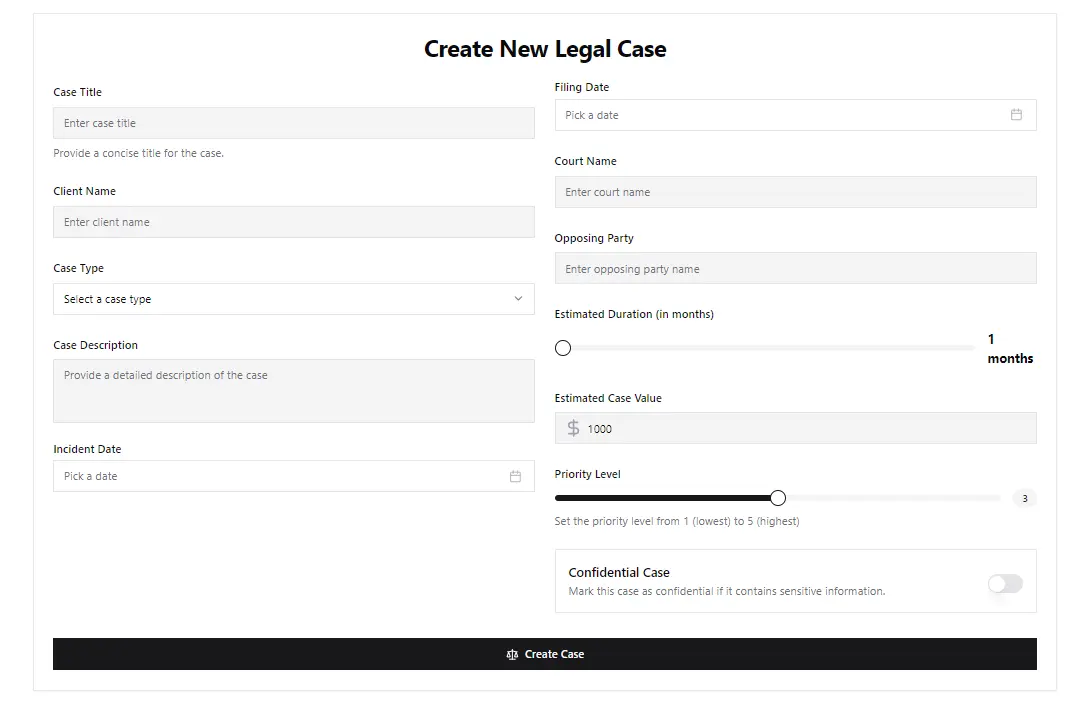 Create New Legal Case
Case Title
Enter case title
Provide a concise title for the case.
Client Name
Enter client name
Case Type
Select a case type
Case Description
Provide a detailed description of the case
Incident Date
Pick a date
Filing Date
Pick a date
Court Name
Enter court name
Opposing Party
Enter opposing party name
Estimated Duration (in months)
1
months
Estimated Case Value
$ 1000
Priority Level
3
Set the priority level from 1 (lowest) to 5 (highest)
Confidential Case
Mark this case as confidential if it contains sensitive information.
Create Case